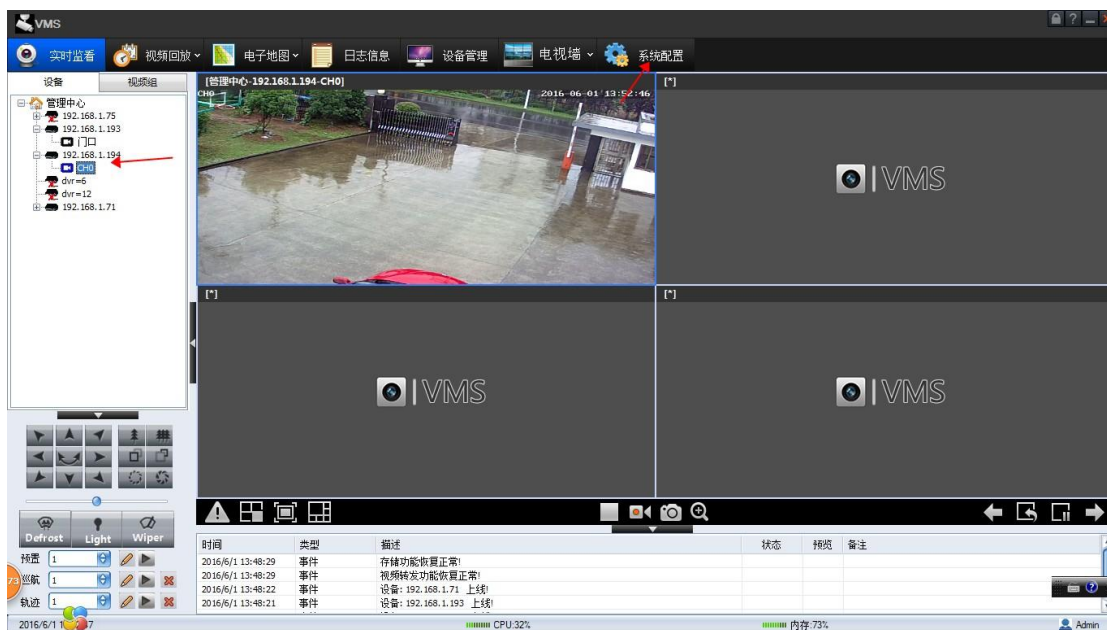 VMS
实时监看 视频回放 电子地图 日志信息 设备管理 电视墙 系统配置
设备 视频组
管理中心
192.168.1.75
192.168.1.193
门口
192.168.1.194
CH0
dvr=6
dvr=12
192.168.1.71
[管理中心-192.168.1.194-CH0]
CH0 2016-06-01 13:52:46
[*]
VMS
[*]
VMS
[*]
VMS
Defrost Light Wiper
预置 1
巡航 1
轨迹 1
73
时间 类型 描述 状态 预览 备注
2016/6/1 13:48:29 事件 存储功能恢复正常!
2016/6/1 13:48:29 事件 视频转发功能恢复正常!
2016/6/1 13:48:22 事件 设备: 192.168.1.71 上线!
2016/6/1 13:48:21 事件 设备: 192.168.1.193 上线!
2016/6/1 CPU:32% 内存:73% Admin